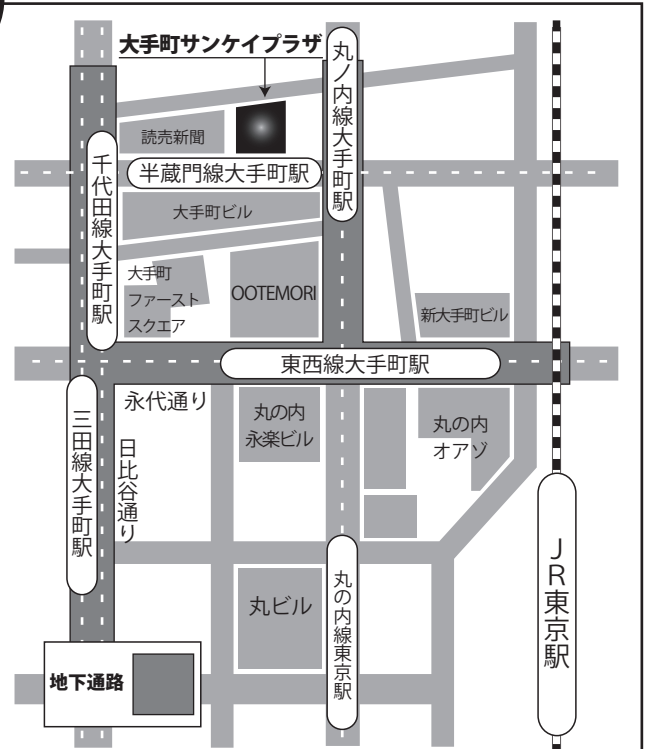 大手町サンケイプラザ
丸ノ内線大手町駅
読売新聞
千代田線大手町駅
半蔵門線大手町駅
大手町ビル
大手町
ファースト
スクエア
OOTEMORI
新大手町ビル
東西線大手町駅
永代通り
三田線大手町駅
日比谷通り
丸の内
永楽ビル
丸の内
オアゾ
丸ビル
丸の内線東京駅
JR東京駅
地下通路